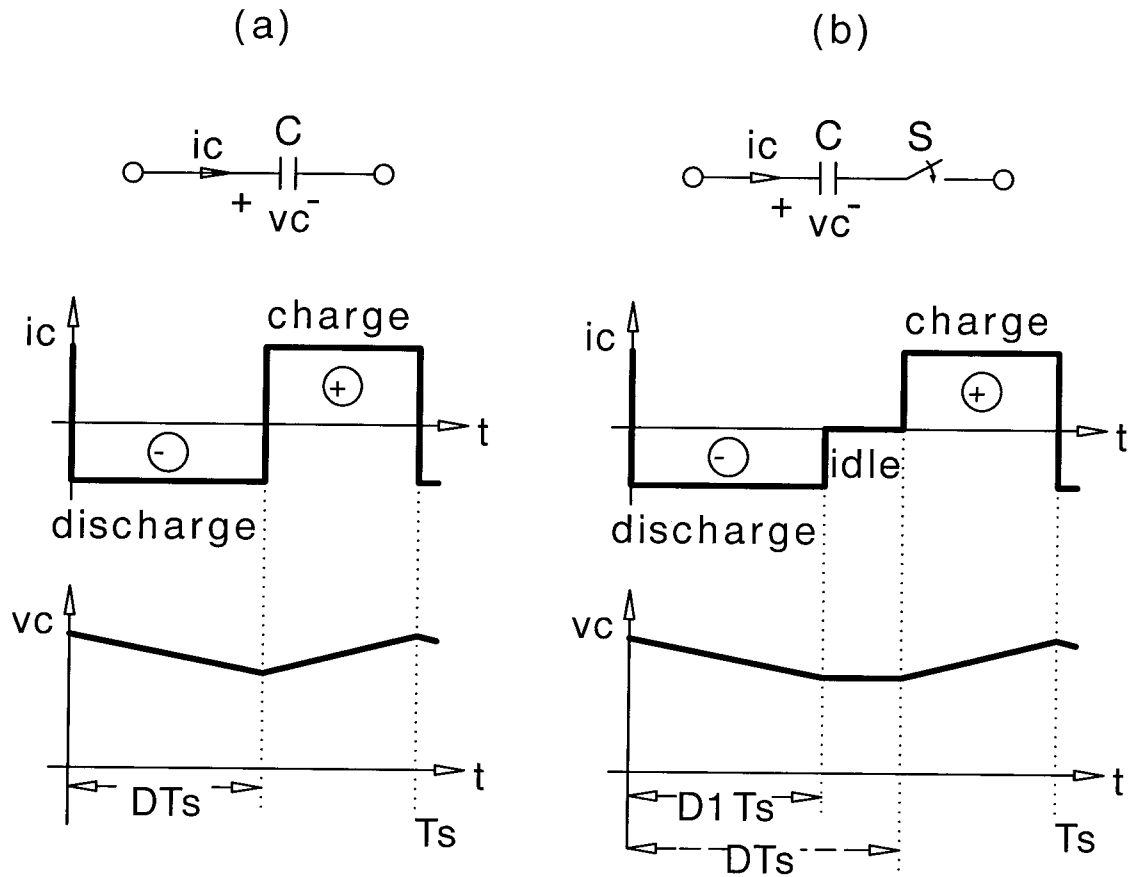 (a)
(b)
ic C
+ vc -
ic C S
+ vc -
charge
ic
+
t
-
discharge
charge
ic
+
t
-
idle
discharge
vc
t
DTs
Ts
vc
t
D1 Ts
DTs
Ts